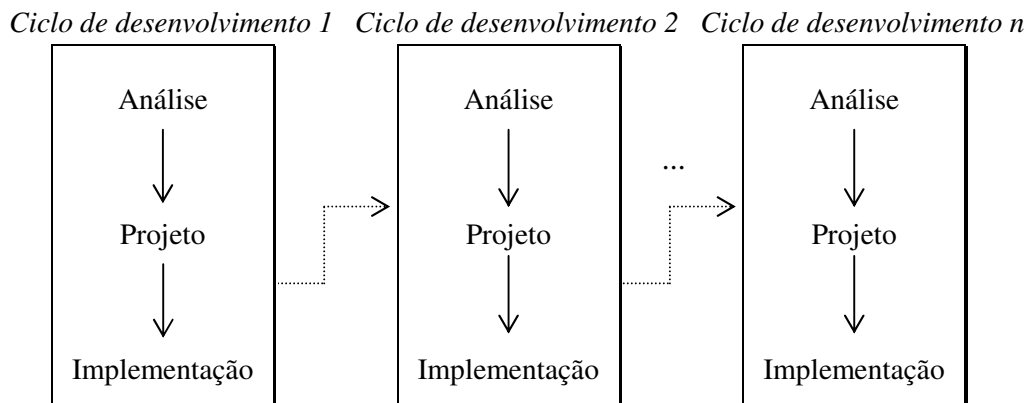 Ciclo de desenvolvimento 1
Ciclo de desenvolvimento 2
Ciclo de desenvolvimento n
Análise
Projeto
Implementação
Análise
Projeto
Implementação
...
Análise
Projeto
Implementação